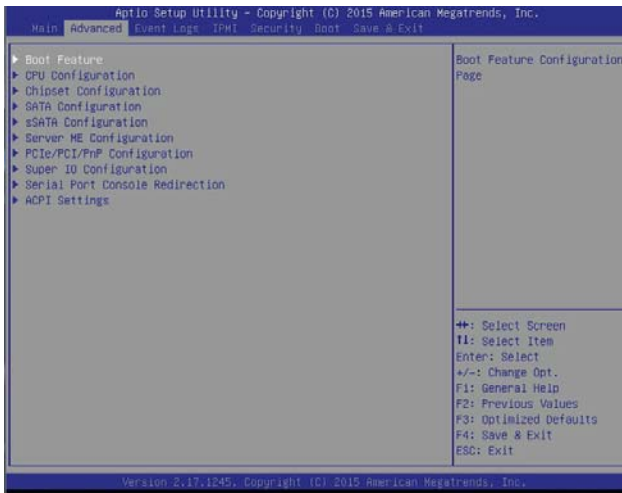 Aptio Setup Utility - Copyright (C) 2015 American Megatrends, Inc.
Main Advanced Event Logs IPMI Security Boot Save & Exit
Boot Feature
CPU Configuration
Chipset Configuration
SATA Configuration
sSATA Configuration
Server ME Configuration
PCIe/PCI/PnP Configuration
Super IO Configuration
Serial Port Console Redirection
ACPI Settings
Boot Feature Configuration
Page
→←: Select Screen
↑↓: Select Item
Enter: Select
+/-: Change Opt.
F1: General Help
F2: Previous Values
F3: Optimized Defaults
F4: Save & Exit
ESC: Exit
Version 2.17.1245. Copyright (C) 2015 American Megatrends, Inc.